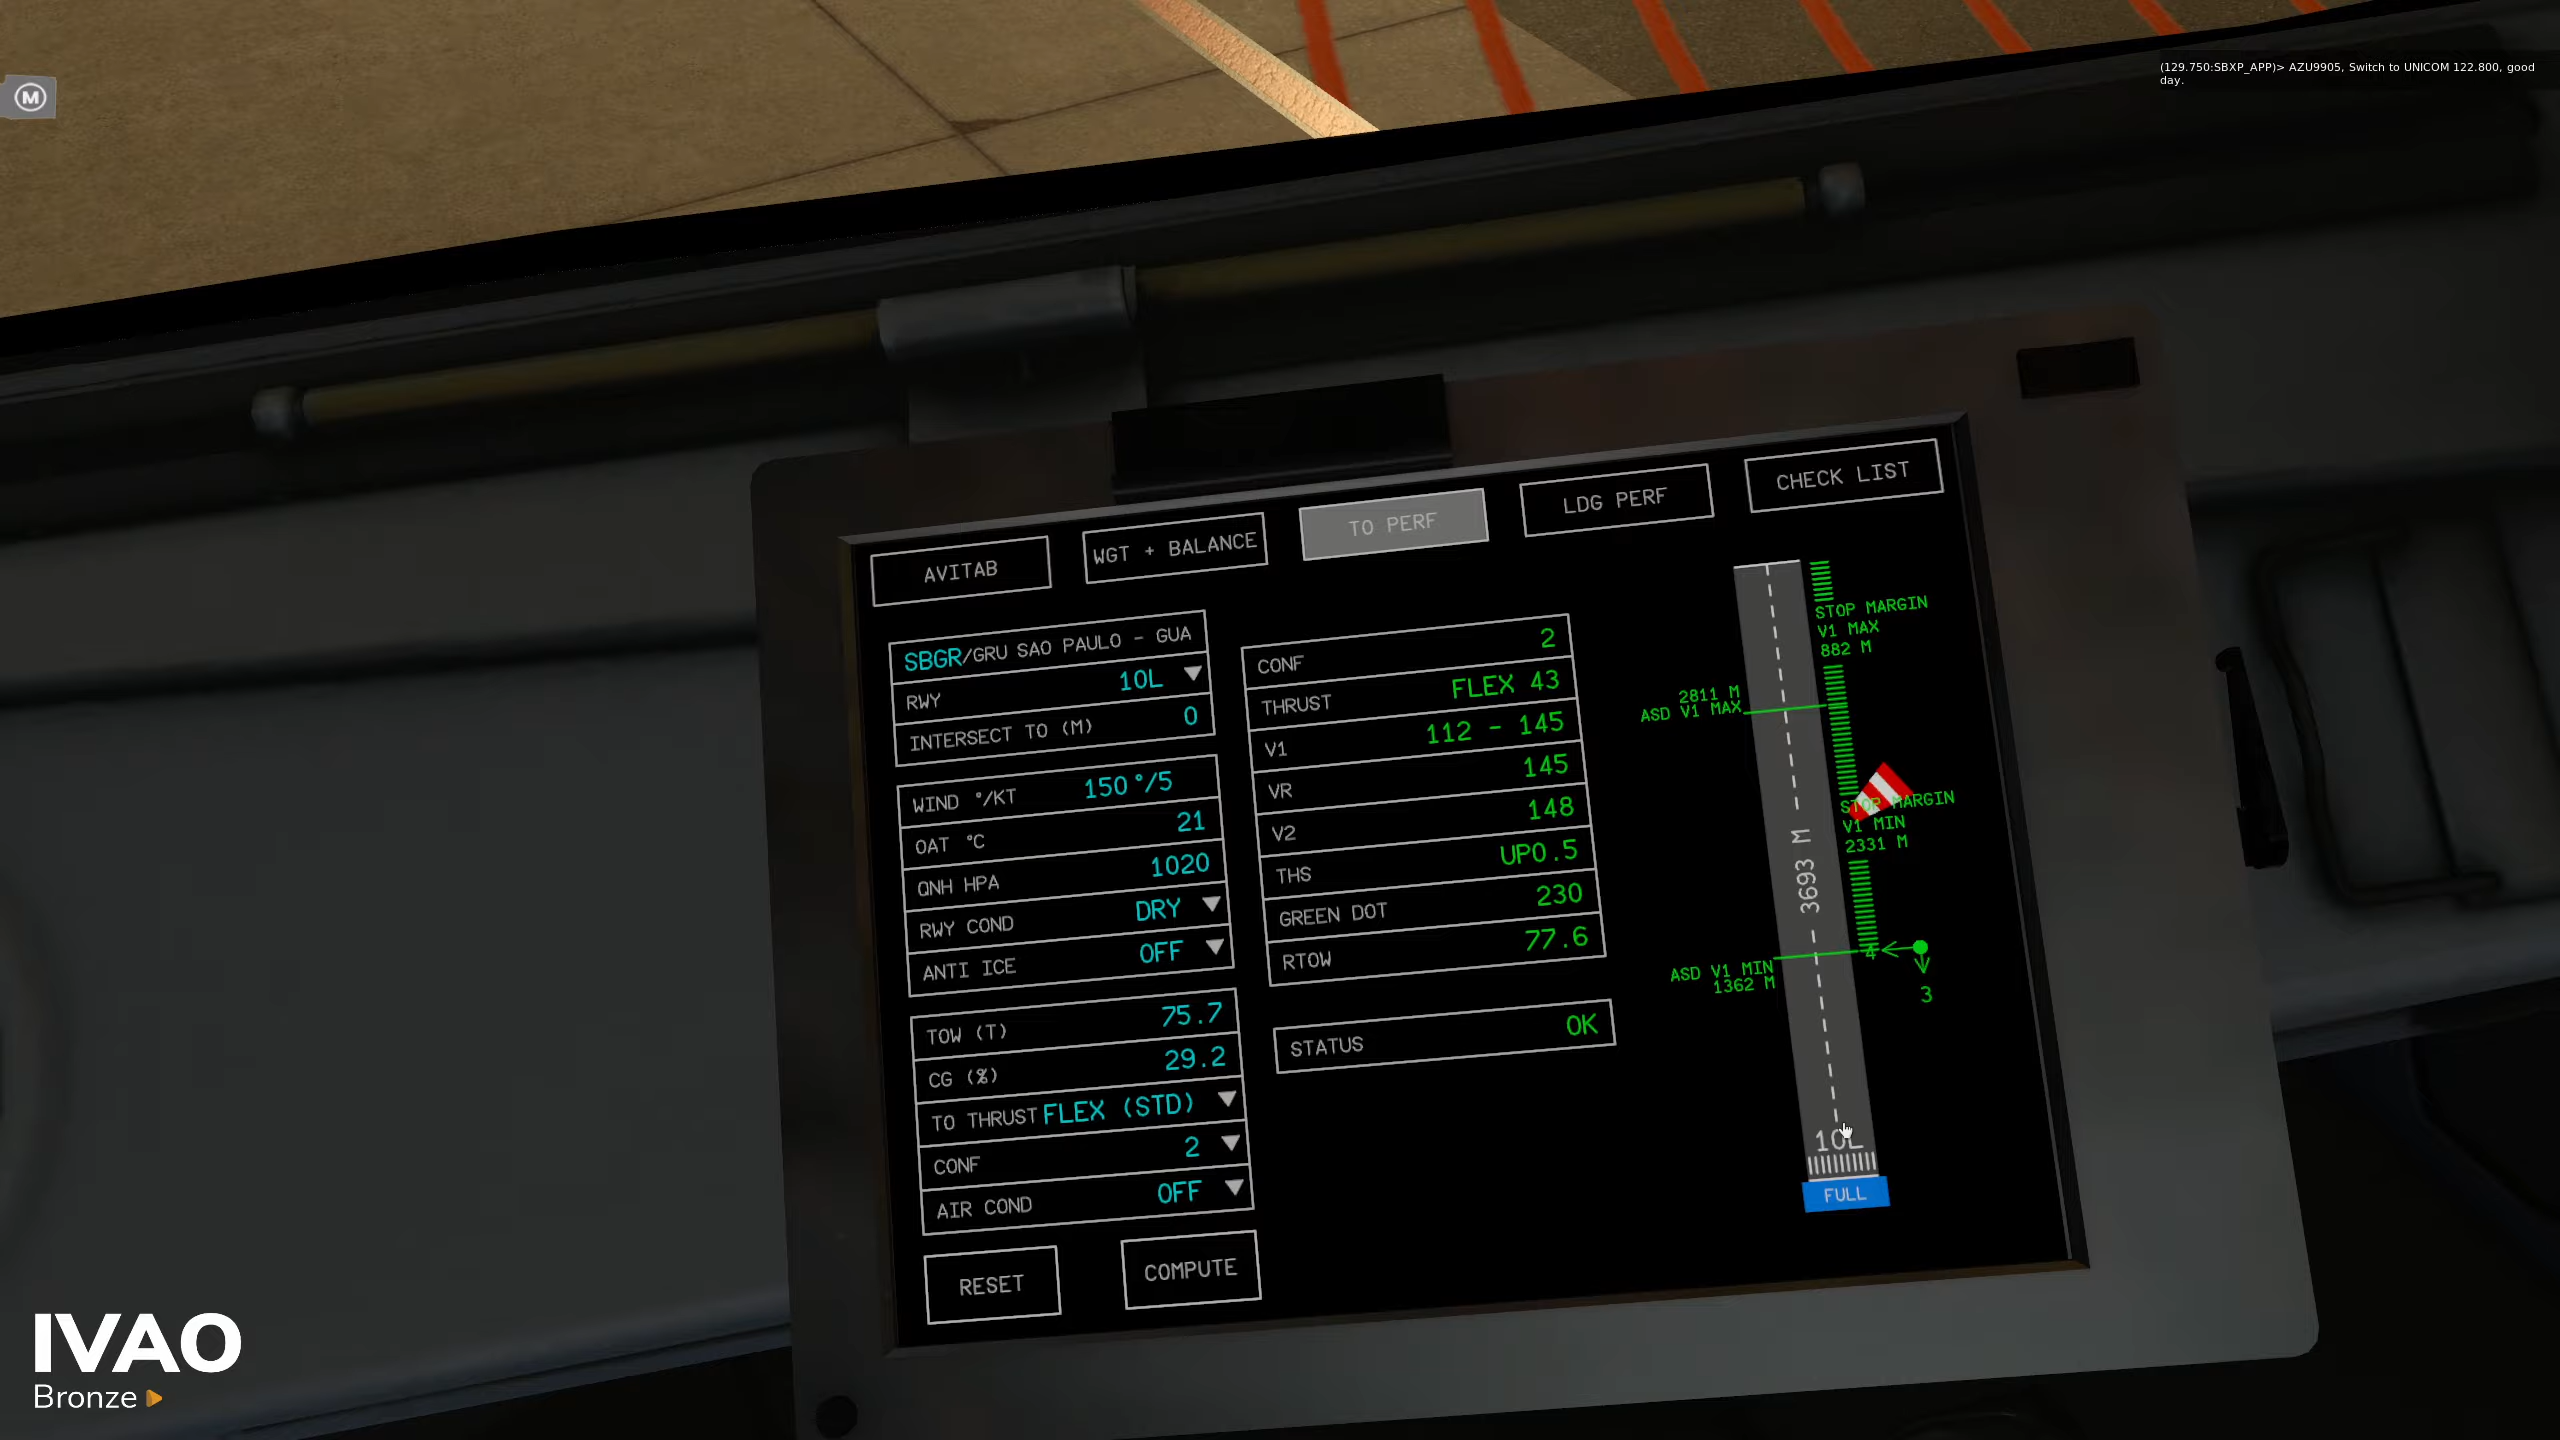 (129.750:SBXP_APP)> AZU9905, Switch to UNICOM 122.800, good
day.
M
AVITAB
WGT + BALANCE
TO PERF
LDG PERF
CHECK LIST
SBGR/GRU SAO PAULO - GUA
RWY 10L
INTERSECT TO (M) 0
WIND °/KT 150°/5
OAT °C 21
QNH HPA 1020
RWY COND DRY
ANTI ICE OFF
TOW (T) 75.7
CG (%) 29.2
TO THRUST FLEX (STD)
CONF 2
AIR COND OFF
RESET
COMPUTE
CONF 2
THRUST FLEX 43
V1 112 - 145
VR 145
V2 148
THS UP0.5
GREEN DOT 230
RTOW 77.6
STATUS OK
STOP MARGIN
V1 MAX
882 M
2811 M
ASD V1 MAX
STOP MARGIN
V1 MIN
2331 M
3693 M
ASD V1 MIN
1362 M
4
3
10L
FULL
IVAO
Bronze